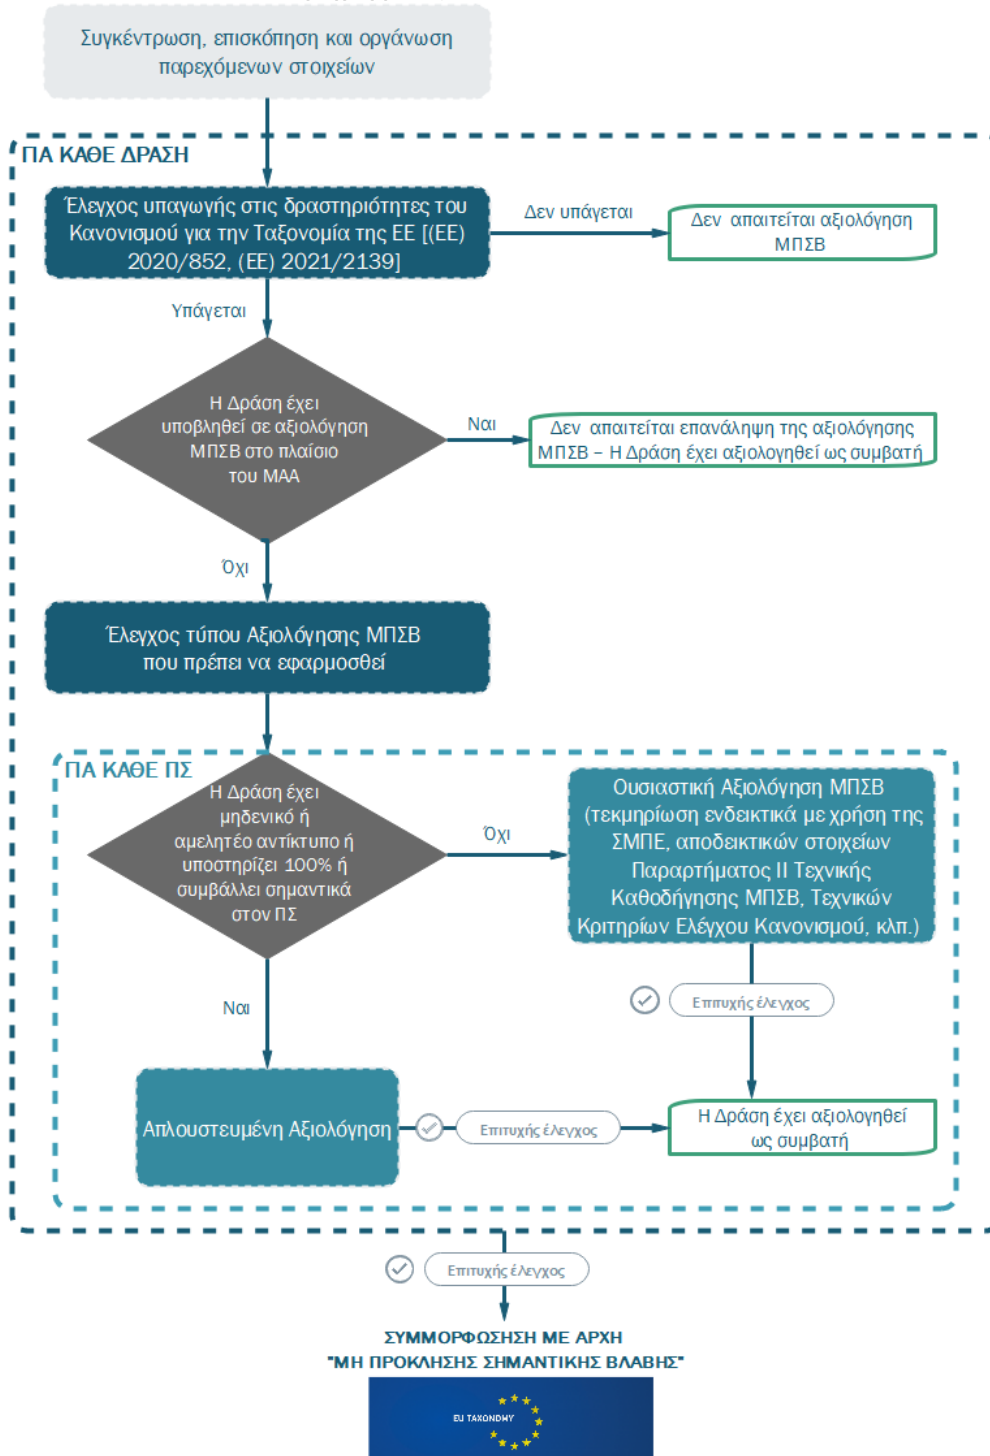 Συγκέντρωση, επισκόπηση και οργάνωση
παρεχόμενων στοιχείων
ΓΙΑ ΚΑΘΕ ΔΡΑΣΗ
Έλεγχος υπαγωγής στις δραστηριότητες του
Κανονισμού για την Ταξονομία της ΕΕ [(ΕΕ)
2020/852, (ΕΕ) 2021/2139]
Δεν υπάγεται
Δεν απαιτείται αξιολόγηση
ΜΠΣΒ
Υπάγεται
Η Δράση έχει
υποβληθεί σε αξιολόγηση
ΜΠΣΒ στο πλαίσιο
του ΜΑΑ
Ναι
Δεν απαιτείται επανάληψη της αξιολόγησης
ΜΠΣΒ – Η Δράση έχει αξιολογηθεί ως συμβατή
Όχι
Έλεγχος τύπου Αξιολόγησης ΜΠΣΒ
που πρέπει να εφαρμοσθεί
ΓΙΑ ΚΑΘΕ ΠΣ
Η Δράση έχει
μηδενικό ή
αμελητέο αντίκτυπο ή
υποστηρίζει 100% ή
συμβάλλει σημαντικά
στον ΠΣ
Όχι
Ουσιαστική Αξιολόγηση ΜΠΣΒ
(τεκμηρίωση ενδεικτικά με χρήση της
ΣΜΠΕ, αποδεικτικών στοιχείων
Παραρτήματος ΙΙ Τεχνικής
Καθοδήγησης ΜΠΣΒ, Τεχνικών
Κριτηρίων Ελέγχου Κανονισμού, κλπ.)
Επιτυχής έλεγχος
Ναι
Απλουστευμένη Αξιολόγηση
Επιτυχής έλεγχος
Η Δράση έχει αξιολογηθεί
ως συμβατή
Επιτυχής έλεγχος
ΣΥΜΜΟΡΦΩΣΗΣΗ ΜΕ ΑΡΧΗ
"ΜΗ ΠΡΟΚΛΗΣΗΣ ΣΗΜΑΝΤΙΚΗΣ ΒΛΑΒΗΣ"
EU TAXONOMY